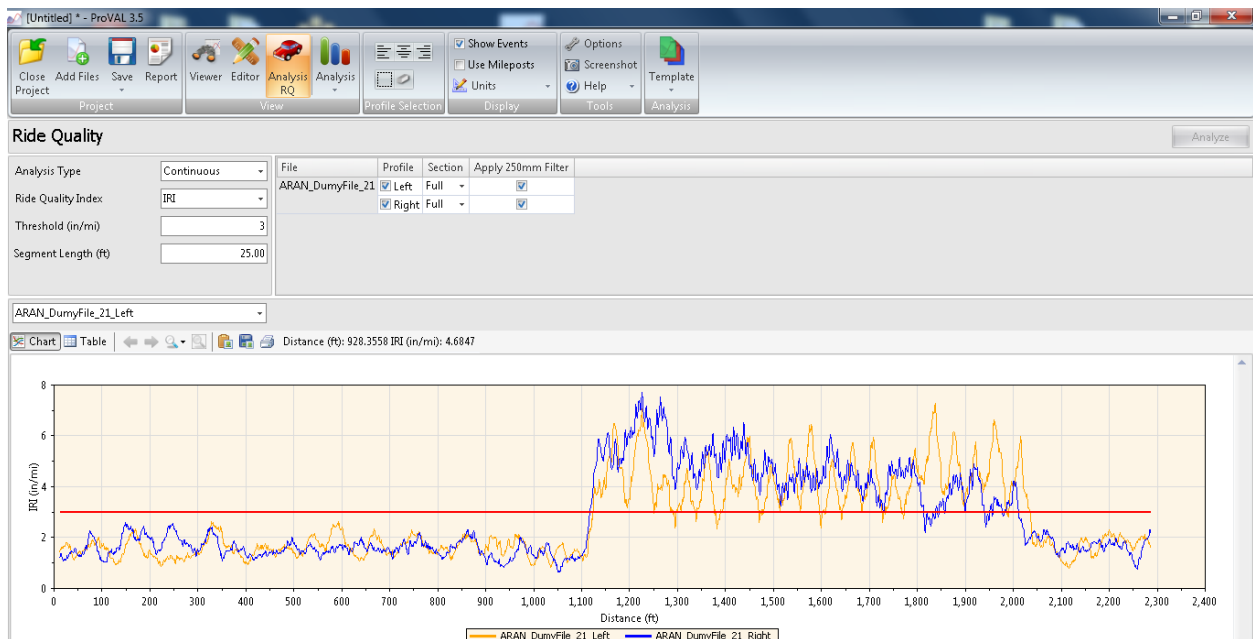 [Untitled] * - ProVAL 3.5
Close Project
Add Files
Save
Report
Project
Viewer
Editor
Analysis RQ
Analysis
View
Profile Selection
Show Events
Use Mileposts
Units
Display
Options
Screenshot
Help
Tools
Template
Analysis
Ride Quality
Analyze
Analysis Type Continuous
Ride Quality Index IRI
Threshold (in/mi) 3
Segment Length (ft) 25.00
File Profile Section Apply 250mm Filter
ARAN_DumyFile_21 Left Full
Right Full
ARAN_DumyFile_21_Left
Chart Table Distance (ft): 928.3558 IRI (in/mi): 4.6847
8
6
4
2
0
IRI (in/mi)
0 100 200 300 400 500 600 700 800 900 1,000 1,100 1,200 1,300 1,400 1,500 1,600 1,700 1,800 1,900 2,000 2,100 2,200 2,300 2,400
Distance (ft)
ARAN_DumyFile_21_Left ARAN_DumyFile_21_Right